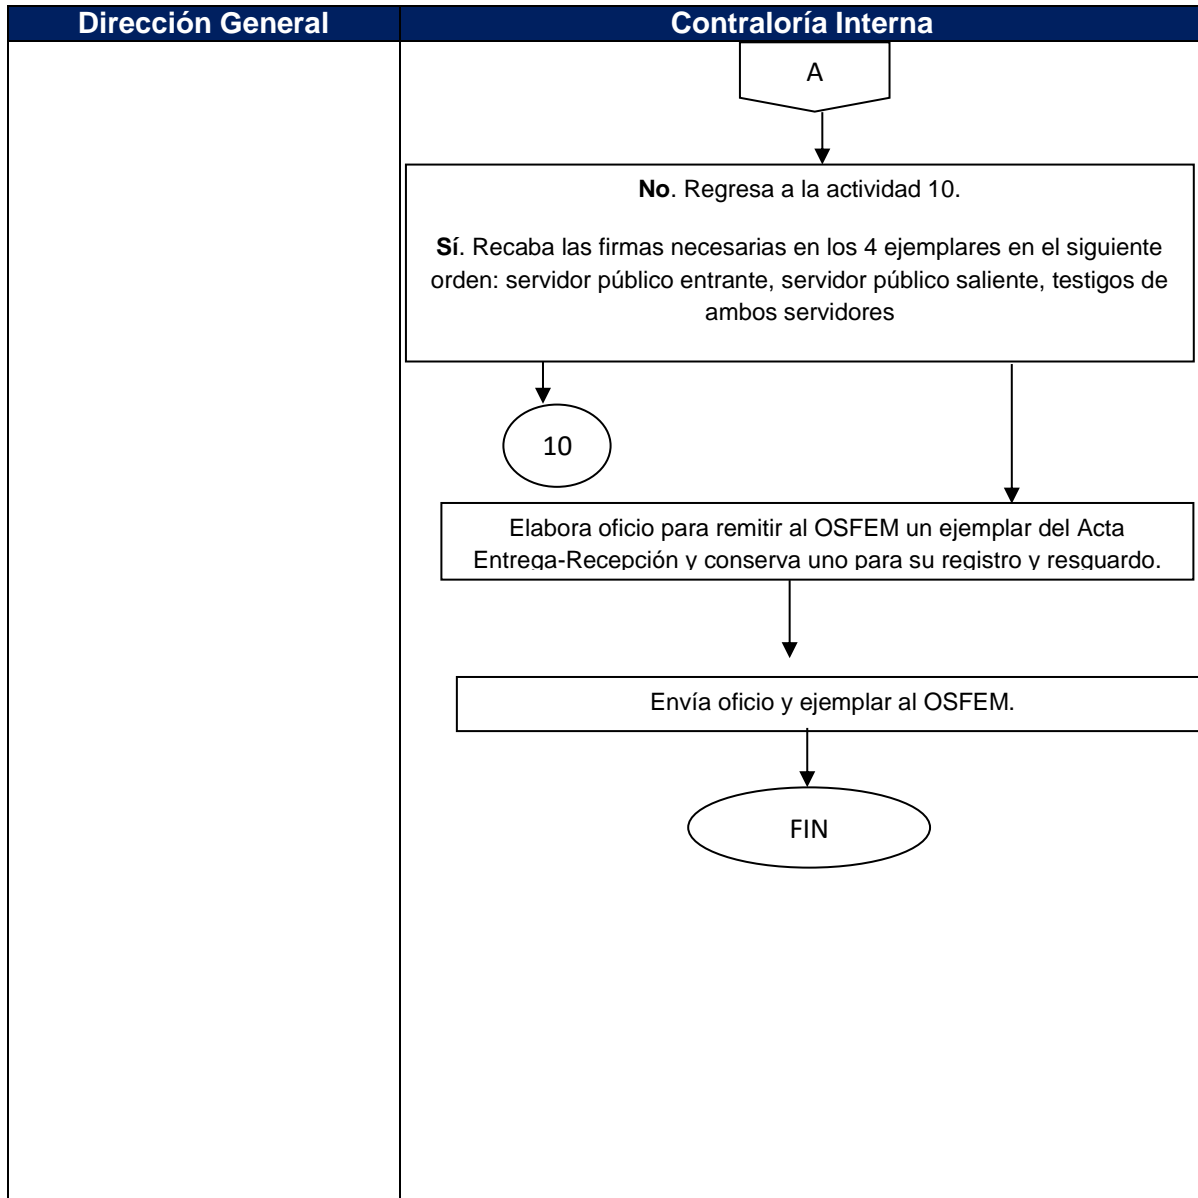 Dirección General
Contraloría Interna
A
No. Regresa a la actividad 10.
Sí. Recaba las firmas necesarias en los 4 ejemplares en el siguiente
orden: servidor público entrante, servidor público saliente, testigos de
ambos servidores
10
Elabora oficio para remitir al OSFEM un ejemplar del Acta
Entrega-Recepción y conserva uno para su registro y resguardo.
Envía oficio y ejemplar al OSFEM.
FIN